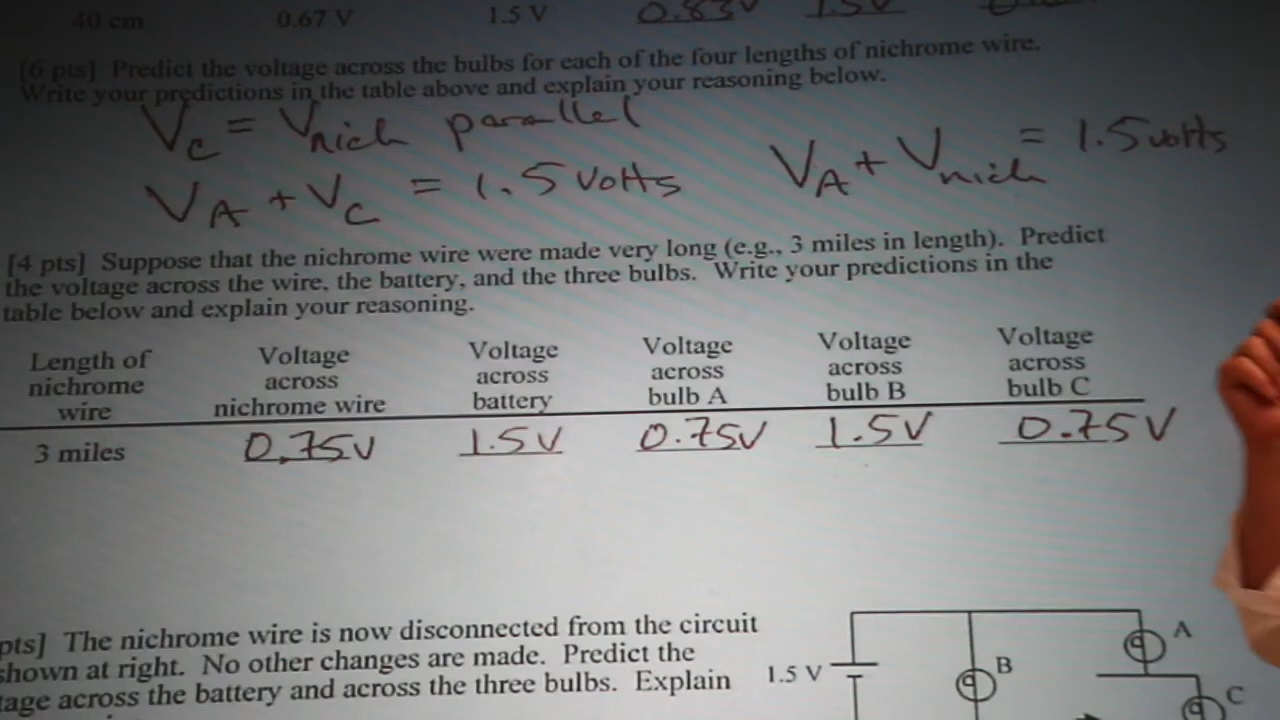 40 cm 0.67 V 1.5 V 0.83V 1.5V
[6 pts] Predict the voltage across the bulbs for each of the four lengths of nichrome wire.
Write your predictions in the table above and explain your reasoning below.
Vc = Vnich parallel
VA + Vc = 1.5 volts VA + Vnich = 1.5 volts
[4 pts] Suppose that the nichrome wire were made very long (e.g., 3 miles in length). Predict
the voltage across the wire, the battery, and the three bulbs. Write your predictions in the
table below and explain your reasoning.
Length of Voltage Voltage Voltage Voltage Voltage
nichrome across across across across across
wire nichrome wire battery bulb A bulb B bulb C
3 miles 0.75V 1.5V 0.75V 1.5V 0.75V
pts] The nichrome wire is now disconnected from the circuit
shown at right. No other changes are made. Predict the
tage across the battery and across the three bulbs. Explain
1.5 V B A C